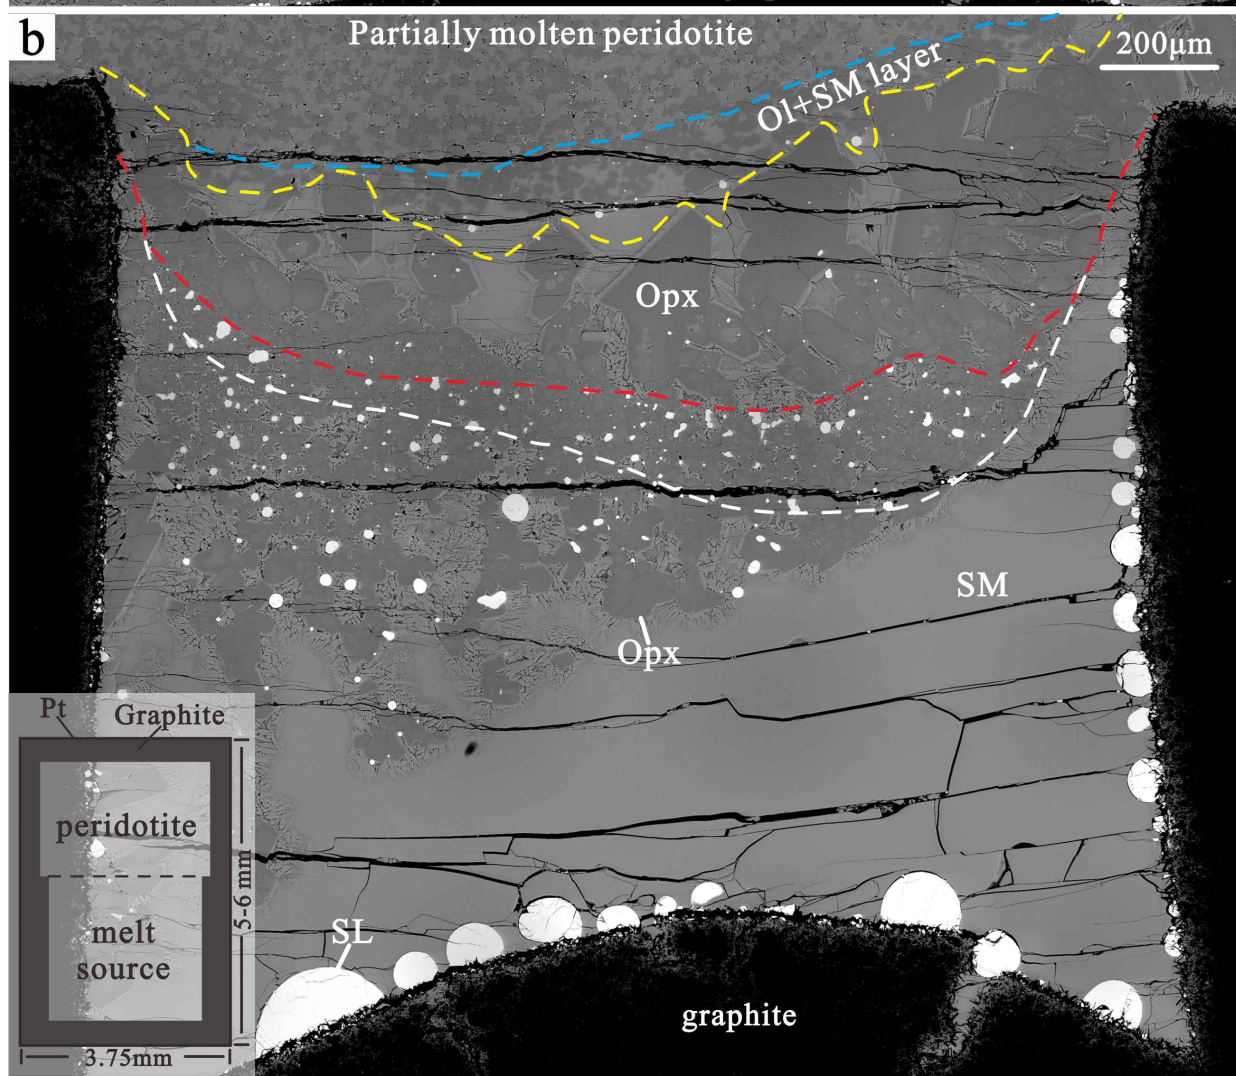 b
Partially molten peridotite
200μm
Ol+SM layer
Opx
SM
Opx
Pt
Graphite
peridotite
5-6 mm
melt
source
SL
graphite
3.75mm